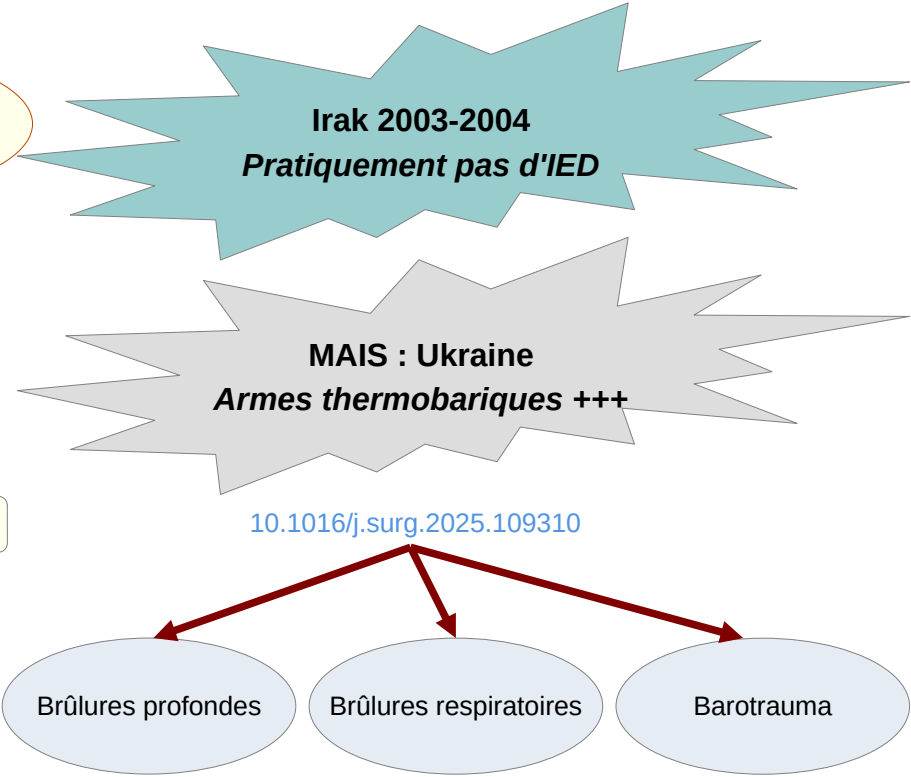 Irak 2003-2004
Pratiquement pas d'IED
MAIS : Ukraine
Armes thermobariques +++
10.1016/j.surg.2025.109310
Brûlures profondes
Brûlures respiratoires
Barotrauma